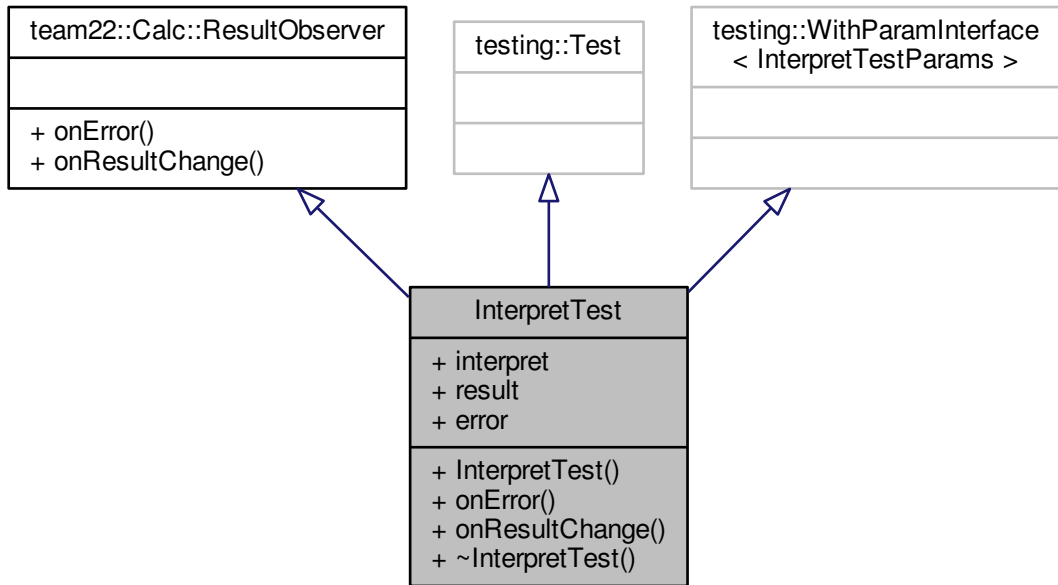 team22::Calc::ResultObserver
+ onError()
+ onResultChange()
testing::Test
testing::WithParamInterface
< InterpretTestParams >
InterpretTest
+ interpret
+ result
+ error
+ InterpretTest()
+ onError()
+ onResultChange()
+ ~InterpretTest()